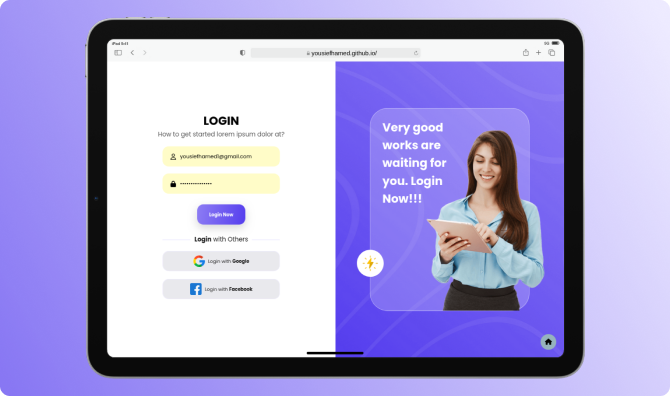 iPad 9:41
5G
yousiefhamed.github.io/
LOGIN
How to get started lorem ipsum dolor at?
yousiefhamed1@gmail.com
Login Now
Login with Others
Login with Google
Login with Facebook
Very good
works are
waiting for
you. Login
Now!!!